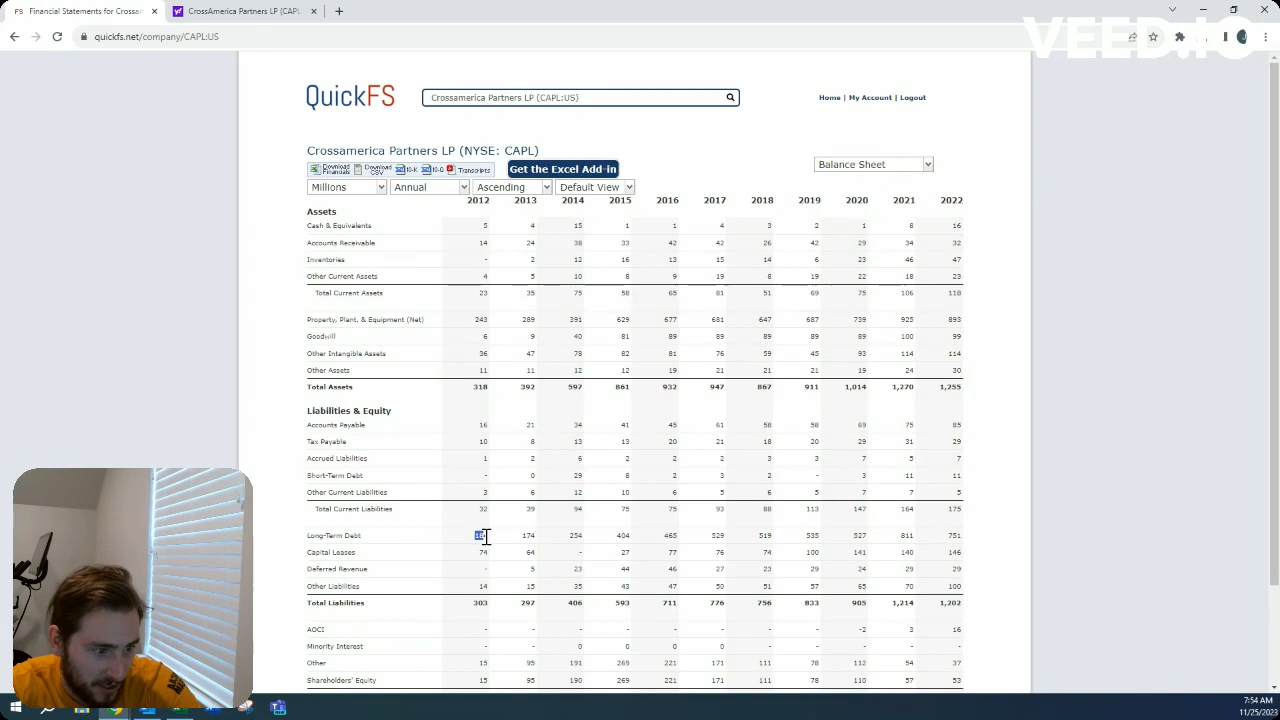 Financial Statements for Crossa
CrossAmerica Partners LP (CAPL
quickfs.net/company/CAPL:US
VEED.IO
QuickFS
Crossamerica Partners LP (CAPL:US)
Home | My Account | Logout
Crossamerica Partners LP (NYSE: CAPL)
Download Financials Download CSV 10-K 10-Q Transcripts Get the Excel Add-in
Balance Sheet
Millions Annual Ascending Default View
2012 2013 2014 2015 2016 2017 2018 2019 2020 2021 2022
Assets
Cash & Equivalents 5 4 15 1 1 4 3 2 1 8 16
Accounts Receivable 14 24 38 33 42 42 26 42 29 34 32
Inventories - 2 12 16 13 15 14 6 23 46 47
Other Current Assets 4 5 10 8 9 19 8 19 22 18 23
Total Current Assets 23 35 75 58 65 81 51 69 75 106 118
Property, Plant, & Equipment (Net) 243 289 391 629 677 681 647 687 739 925 893
Goodwill 6 9 40 81 89 89 89 89 89 100 99
Other Intangible Assets 36 47 78 82 81 76 59 45 93 114 114
Other Assets 11 11 12 12 19 21 21 21 19 24 30
Total Assets 318 392 597 861 932 947 867 911 1,014 1,270 1,255
Liabilities & Equity
Accounts Payable 16 21 34 41 45 61 58 58 69 75 85
Tax Payable 10 8 13 13 20 21 18 20 29 31 29
Accrued Liabilities 1 2 6 2 2 2 3 3 7 5 7
Short-Term Debt - 0 29 8 2 3 2 - 3 11 11
Other Current Liabilities 3 6 12 10 6 5 6 5 7 7 5
Total Current Liabilities 32 39 94 75 75 93 88 113 147 164 175
Long-Term Debt 174 254 404 465 529 519 535 527 811 751
Capital Leases 74 64 - 27 77 76 74 100 141 140 146
Deferred Revenue - 5 23 44 46 27 23 29 24 29 29
Other Liabilities 14 15 35 43 47 50 51 57 65 70 100
Total Liabilities 303 297 406 593 711 776 756 833 905 1,214 1,202
AOCI - - - - - - - - -2 3 16
Minority Interest - - 0 0 0 0 - - - - -
Other 15 95 191 269 221 171 111 78 112 54 37
Shareholders' Equity 15 95 190 269 221 171 111 78 110 57 53
7:54 AM
11/25/2023